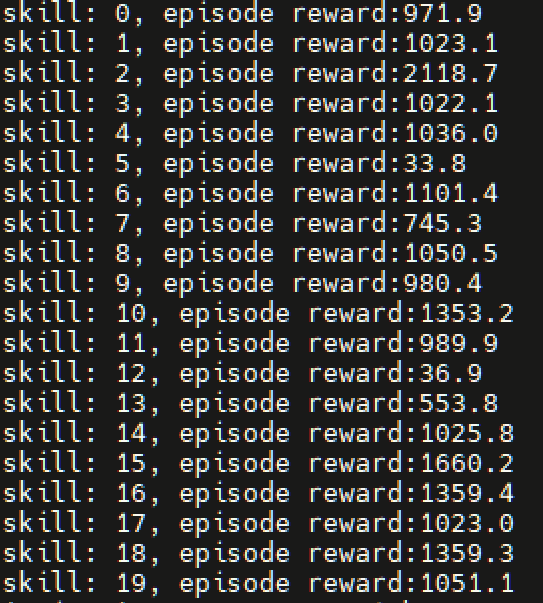 skill: 0, episode reward:971.9
skill: 1, episode reward:1023.1
skill: 2, episode reward:2118.7
skill: 3, episode reward:1022.1
skill: 4, episode reward:1036.0
skill: 5, episode reward:33.8
skill: 6, episode reward:1101.4
skill: 7, episode reward:745.3
skill: 8, episode reward:1050.5
skill: 9, episode reward:980.4
skill: 10, episode reward:1353.2
skill: 11, episode reward:989.9
skill: 12, episode reward:36.9
skill: 13, episode reward:553.8
skill: 14, episode reward:1025.8
skill: 15, episode reward:1660.2
skill: 16, episode reward:1359.4
skill: 17, episode reward:1023.0
skill: 18, episode reward:1359.3
skill: 19, episode reward:1051.1